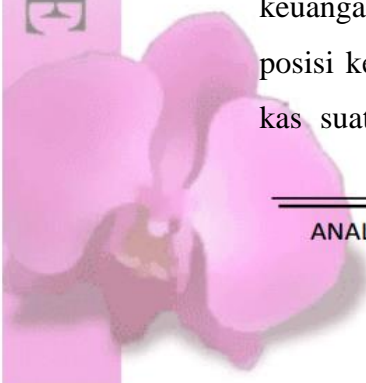 E
keuanga
posisi ke
kas suat
ANAL